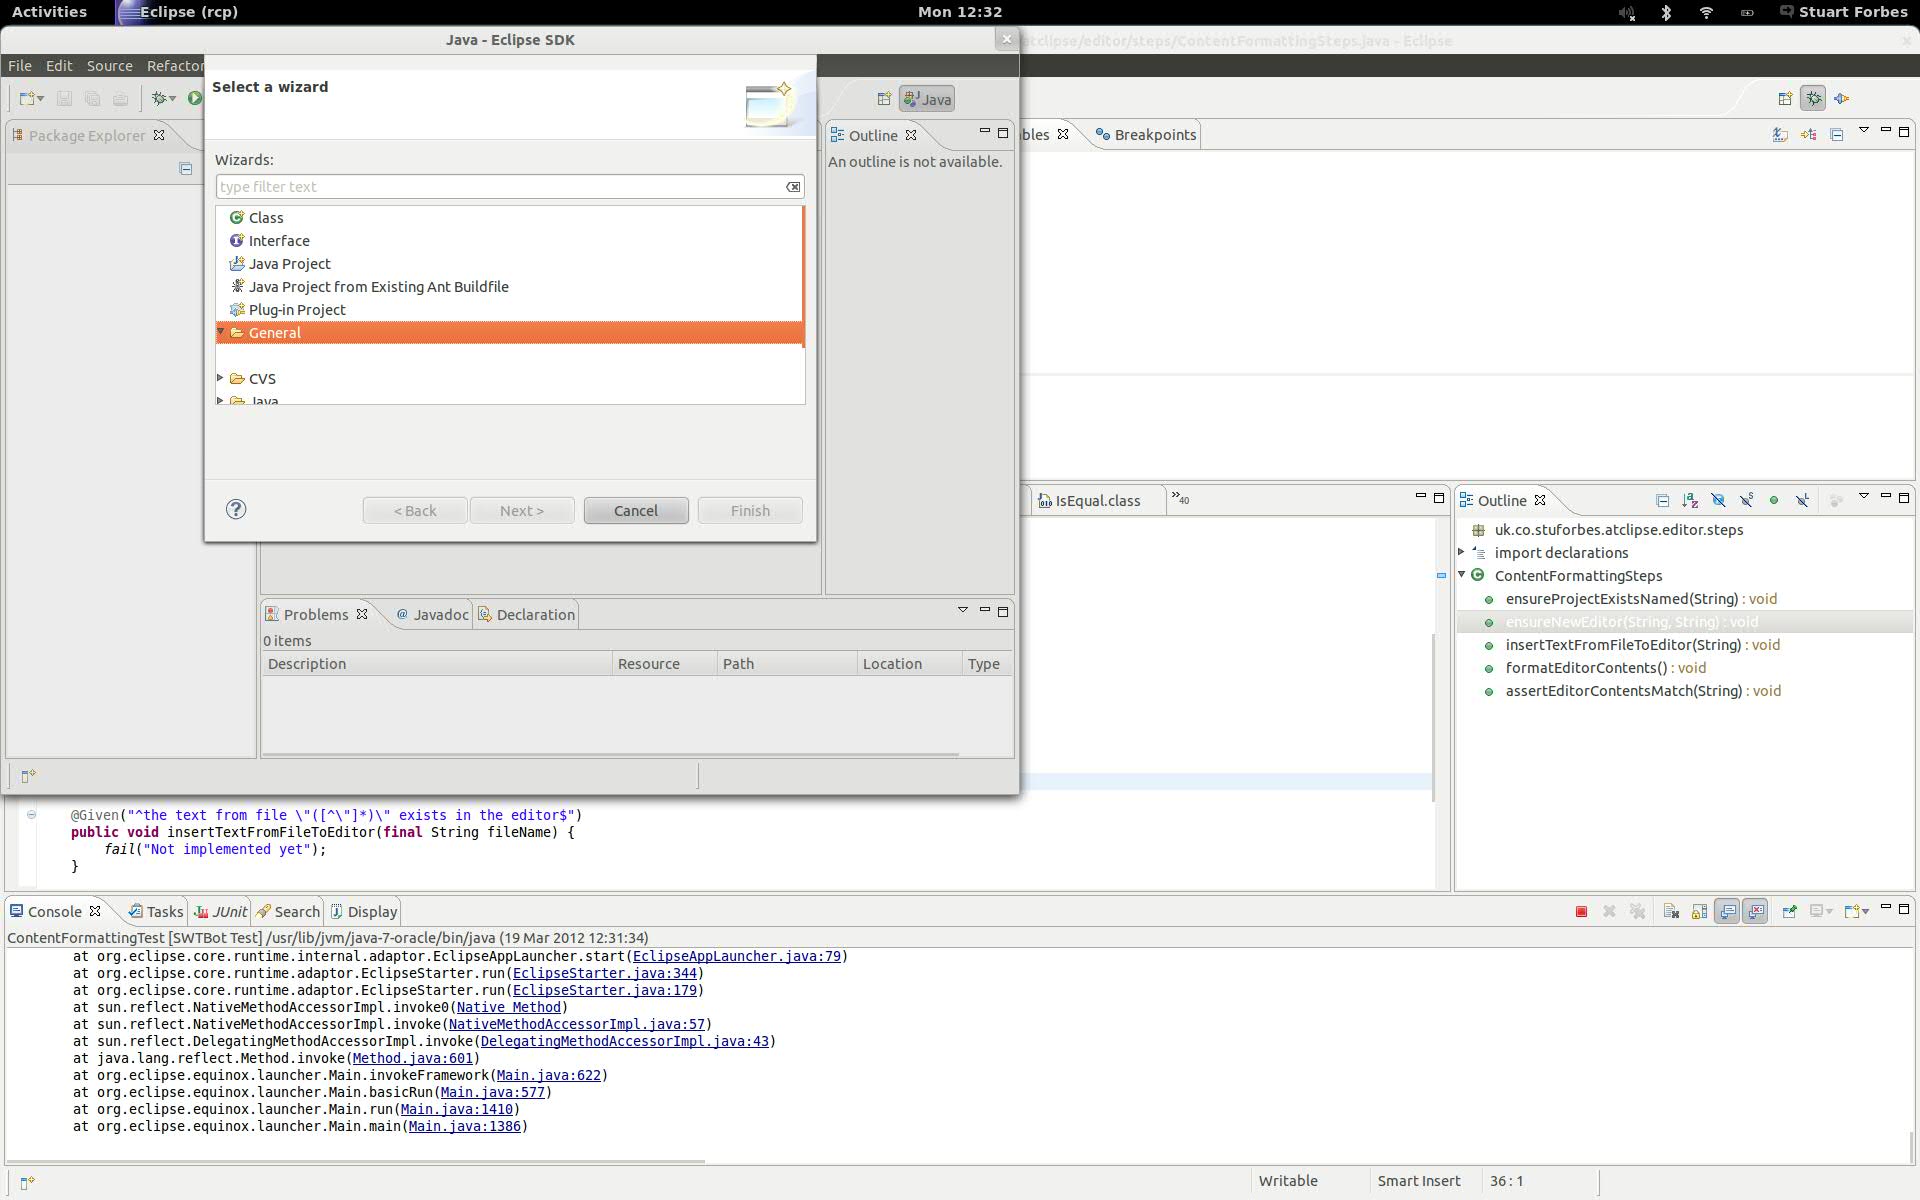 Activities
Eclipse (rcp)
Mon 12:32
Stuart Forbes
Java - Eclipse SDK
atclipse/editor/steps/ContentFormattingSteps.java - Eclipse
File Edit Source Refactor
Java
Package Explorer
Select a wizard
Wizards:
type filter text
Class
Interface
Java Project
Java Project from Existing Ant Buildfile
Plug-in Project
General
CVS
Java
< Back
Next >
Cancel
Finish
Outline
An outline is not available.
bles
Breakpoints
IsEqual.class
»40
Outline
uk.co.stuforbes.atclipse.editor.steps
import declarations
ContentFormattingSteps
ensureProjectExistsNamed(String) : void
ensureNewEditor(String, String) : void
insertTextFromFileToEditor(String) : void
formatEditorContents() : void
assertEditorContentsMatch(String) : void
Problems
Javadoc
Declaration
0 items
Description Resource Path Location Type
@Given("^the text from file \"([^\"]*)\" exists in the editor$")
public void insertTextFromFileToEditor(final String fileName) {
fail("Not implemented yet");
}
Console
Tasks
JUnit
Search
Display
ContentFormattingTest [SWTBot Test] /usr/lib/jvm/java-7-oracle/bin/java (19 Mar 2012 12:31:34)
at org.eclipse.core.runtime.internal.adaptor.EclipseAppLauncher.start(EclipseAppLauncher.java:79)
at org.eclipse.core.runtime.adaptor.EclipseStarter.run(EclipseStarter.java:344)
at org.eclipse.core.runtime.adaptor.EclipseStarter.run(EclipseStarter.java:179)
at sun.reflect.NativeMethodAccessorImpl.invoke0(Native Method)
at sun.reflect.NativeMethodAccessorImpl.invoke(NativeMethodAccessorImpl.java:57)
at sun.reflect.DelegatingMethodAccessorImpl.invoke(DelegatingMethodAccessorImpl.java:43)
at java.lang.reflect.Method.invoke(Method.java:601)
at org.eclipse.equinox.launcher.Main.invokeFramework(Main.java:622)
at org.eclipse.equinox.launcher.Main.basicRun(Main.java:577)
at org.eclipse.equinox.launcher.Main.run(Main.java:1410)
at org.eclipse.equinox.launcher.Main.main(Main.java:1386)
Writable
Smart Insert
36 : 1